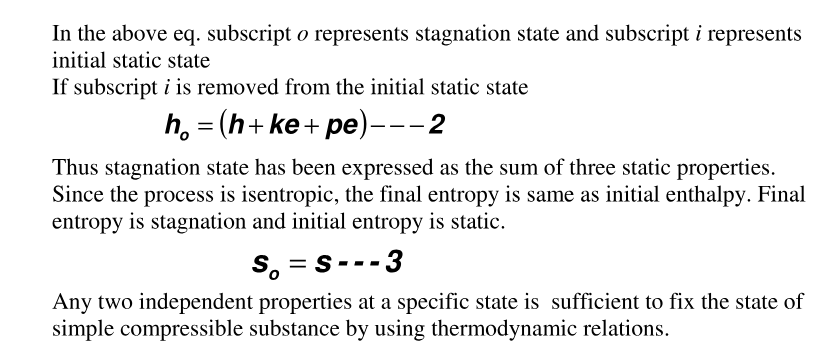 In the above eq. subscript o represents stagnation state and subscript i represents
initial static state
If subscript i is removed from the initial static state
hₒ = (h + ke + pe)− − − 2
Thus stagnation state has been expressed as the sum of three static properties.
Since the process is isentropic, the final entropy is same as initial enthalpy. Final
entropy is stagnation and initial entropy is static.
sₒ = s - - - 3
Any two independent properties at a specific state is sufficient to fix the state of
simple compressible substance by using thermodynamic relations.